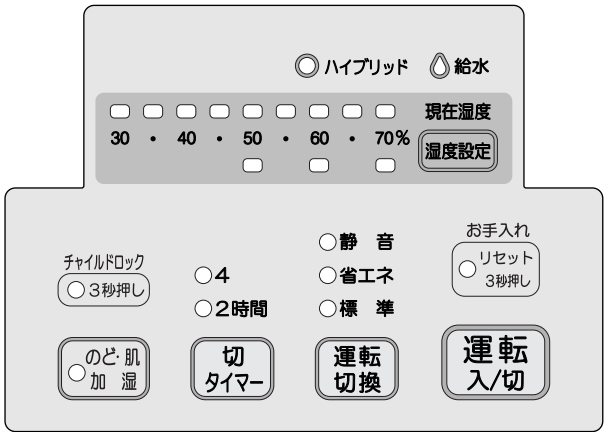 ハイブリッド 給水
現在湿度
30 ・ 40 ・ 50 ・ 60 ・ 70%
湿度設定
お手入れ
リセット
3秒押し
チャイルドロック
3秒押し
静 音
4 省エネ
2時間 標 準
のど・肌
加 湿
切
タイマー
運転
切換
運転
入/切